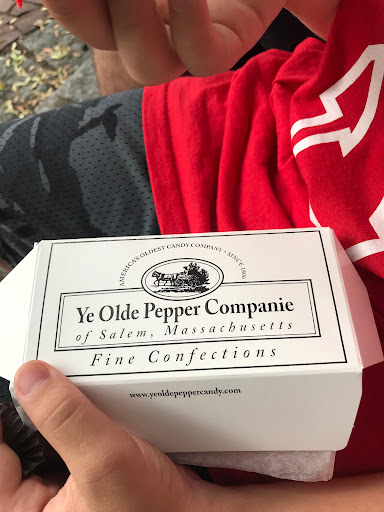 AMERICA'S OLDEST CANDY COMPANY • SINCE 1806
Ye Olde Pepper Companie
of Salem, Massachusetts
Fine Confections
www.yeoldepeppercandy.com